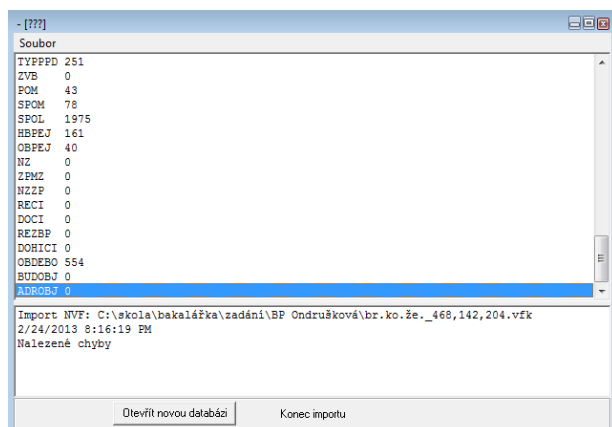 - [???]
Soubor
TYPPPD 251
ZVB 0
POM 43
SPOM 78
SPOL 1975
HBPEJ 161
OBPEJ 40
NZ 0
ZPMZ 0
NZZP 0
RECI 0
DOCI 0
REZBP 0
DOHICI 0
OBDEBO 554
BUDOBJ 0
ADROBJ 0
Import NVF: C:\skola\bakalářka\zadání\BP Ondrušková\br.ko.že._468,142,204.vfk
2/24/2013 8:16:19 PM
Nalezené chyby
Otevřít novou databázi Konec importu